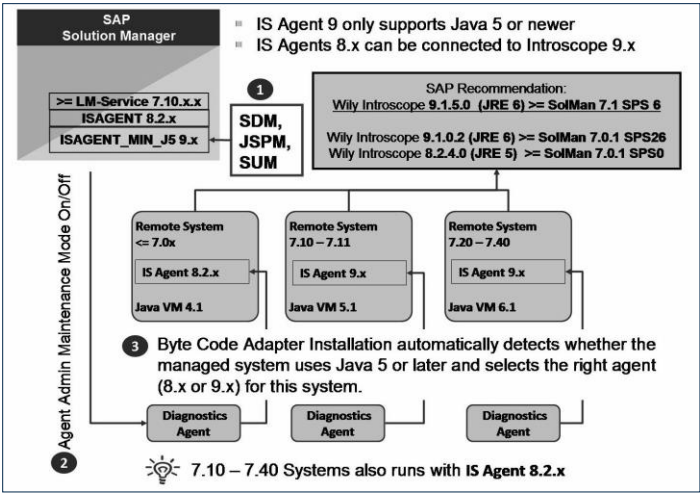 SAP
Solution Manager
IS Agent 9 only supports Java 5 or newer
IS Agents 8.x can be connected to Introscope 9.x
>= LM-Service 7.10.x.x
ISAGENT 8.2.x
ISAGENT_MIN_J5 9.x
1
SDM,
JSPM,
SUM
SAP Recommendation:
Wily Introscope 9.1.5.0 (JRE 6) >= SolMan 7.1 SPS 6
Wily Introscope 9.1.0.2 (JRE 6) >= SolMan 7.0.1 SPS26
Wily Introscope 8.2.4.0 (JRE 5) >= SolMan 7.0.1 SPS0
Agent Admin Maintenance Mode On/Off
2
Remote System
<= 7.0x
IS Agent 8.2.x
Java VM 4.1
Remote System
7.10 – 7.11
IS Agent 9.x
Java VM 5.1
Remote System
7.20 – 7.40
IS Agent 9.x
Java VM 6.1
3 Byte Code Adapter Installation automatically detects whether the
managed system uses Java 5 or later and selects the right agent
(8.x or 9.x) for this system.
Diagnostics
Agent
Diagnostics
Agent
Diagnostics
Agent
7.10 – 7.40 Systems also runs with IS Agent 8.2.x